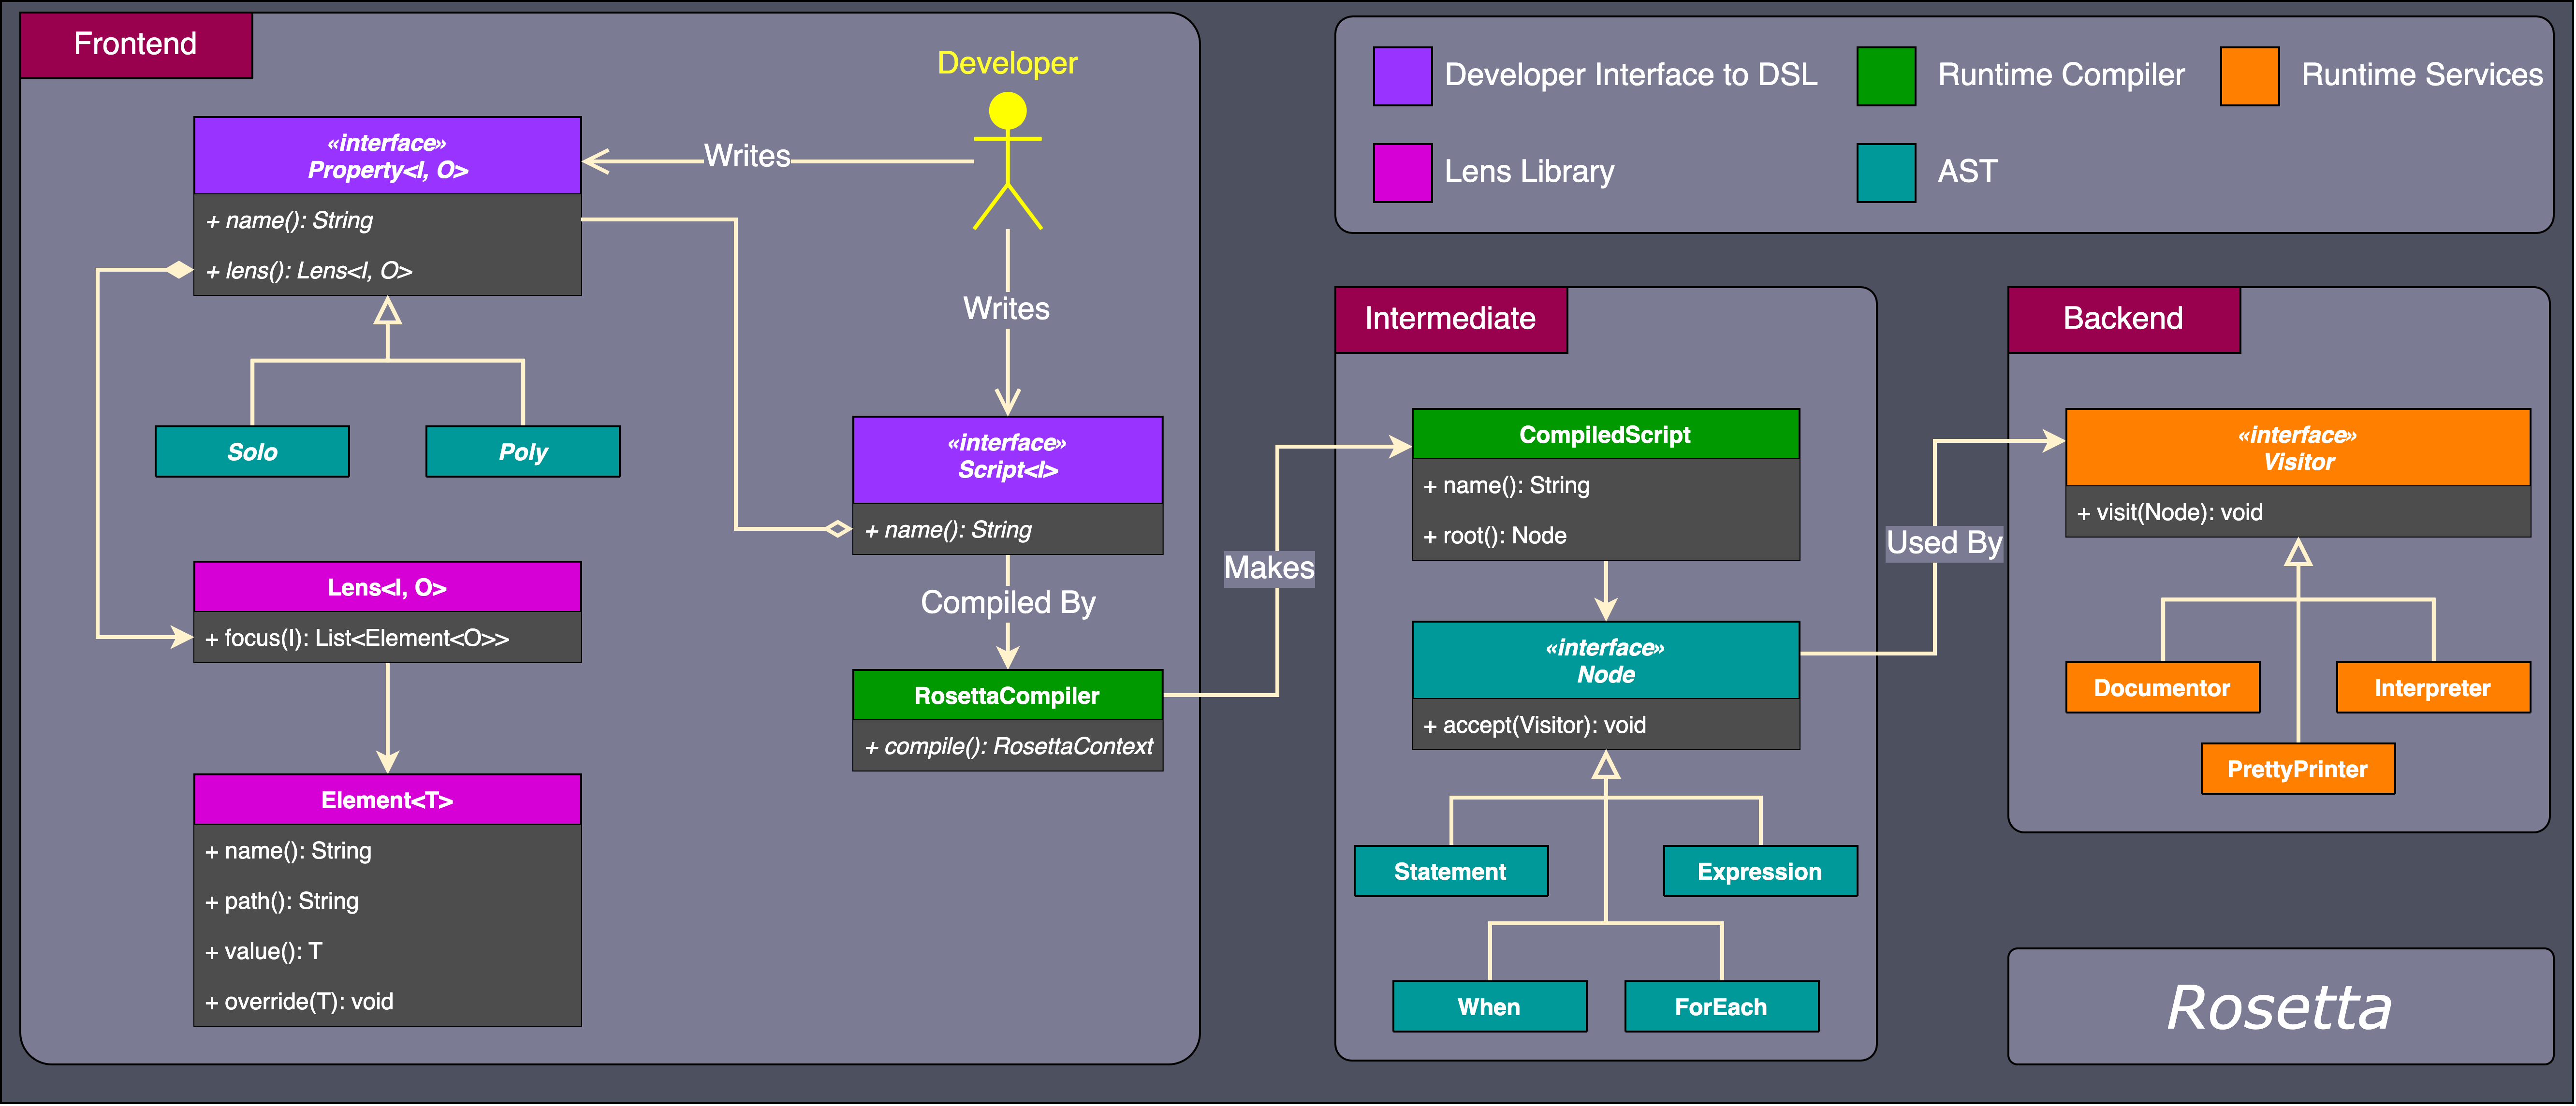 Frontend
Developer
«interface»
Property<I, O>
+ name(): String
+ lens(): Lens<I, O>
Writes
Writes
Solo
Poly
«interface»
Script<I>
+ name(): String
Lens<I, O>
+ focus(I): List<Element<O>>
Compiled By
RosettaCompiler
+ compile(): RosettaContext
Element<T>
+ name(): String
+ path(): String
+ value(): T
+ override(T): void
Makes
Developer Interface to DSL
Runtime Compiler
Runtime Services
Lens Library
AST
Intermediate
CompiledScript
+ name(): String
+ root(): Node
«interface»
Node
+ accept(Visitor): void
Statement
Expression
When
ForEach
Used By
Backend
«interface»
Visitor
+ visit(Node): void
Documentor
Interpreter
PrettyPrinter
Rosetta